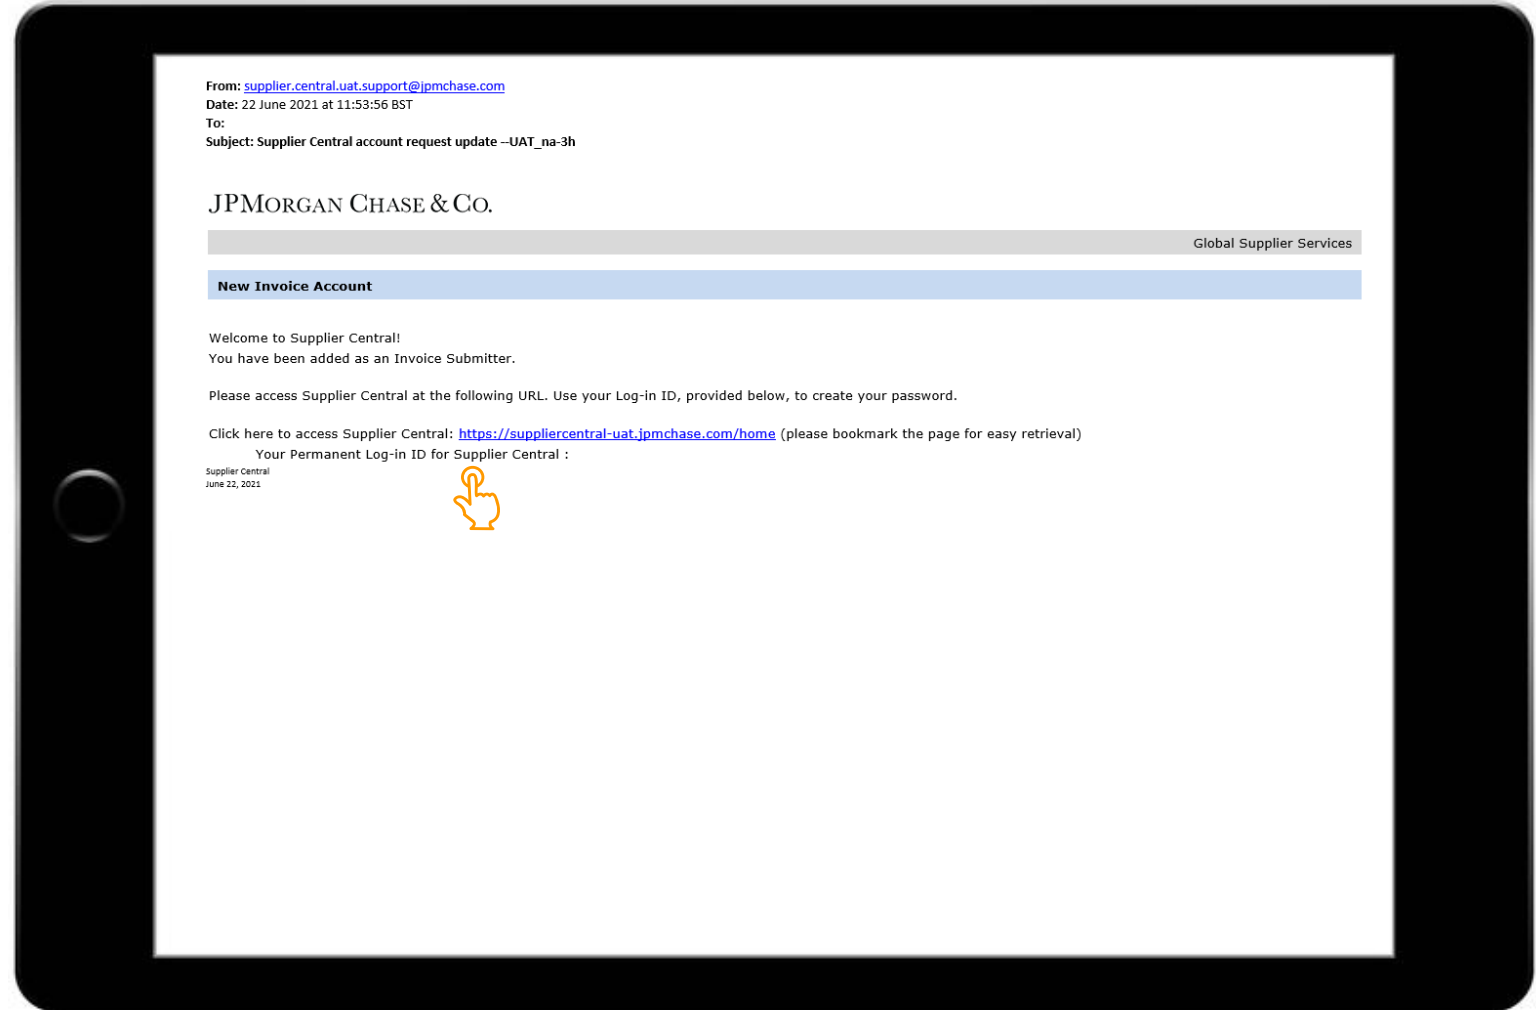 From: supplier.central.uat.support@jpmchase.com
Date: 22 June 2021 at 11:53:56 BST
To:
Subject: Supplier Central account request update --UAT_na-3h
JPMORGAN CHASE & CO.
Global Supplier Services
New Invoice Account
Welcome to Supplier Central!
You have been added as an Invoice Submitter.
Please access Supplier Central at the following URL. Use your Log-in ID, provided below, to create your password.
Click here to access Supplier Central: https://suppliercentral-uat.jpmchase.com/home (please bookmark the page for easy retrieval)
Your Permanent Log-in ID for Supplier Central :
Supplier Central
June 22, 2021